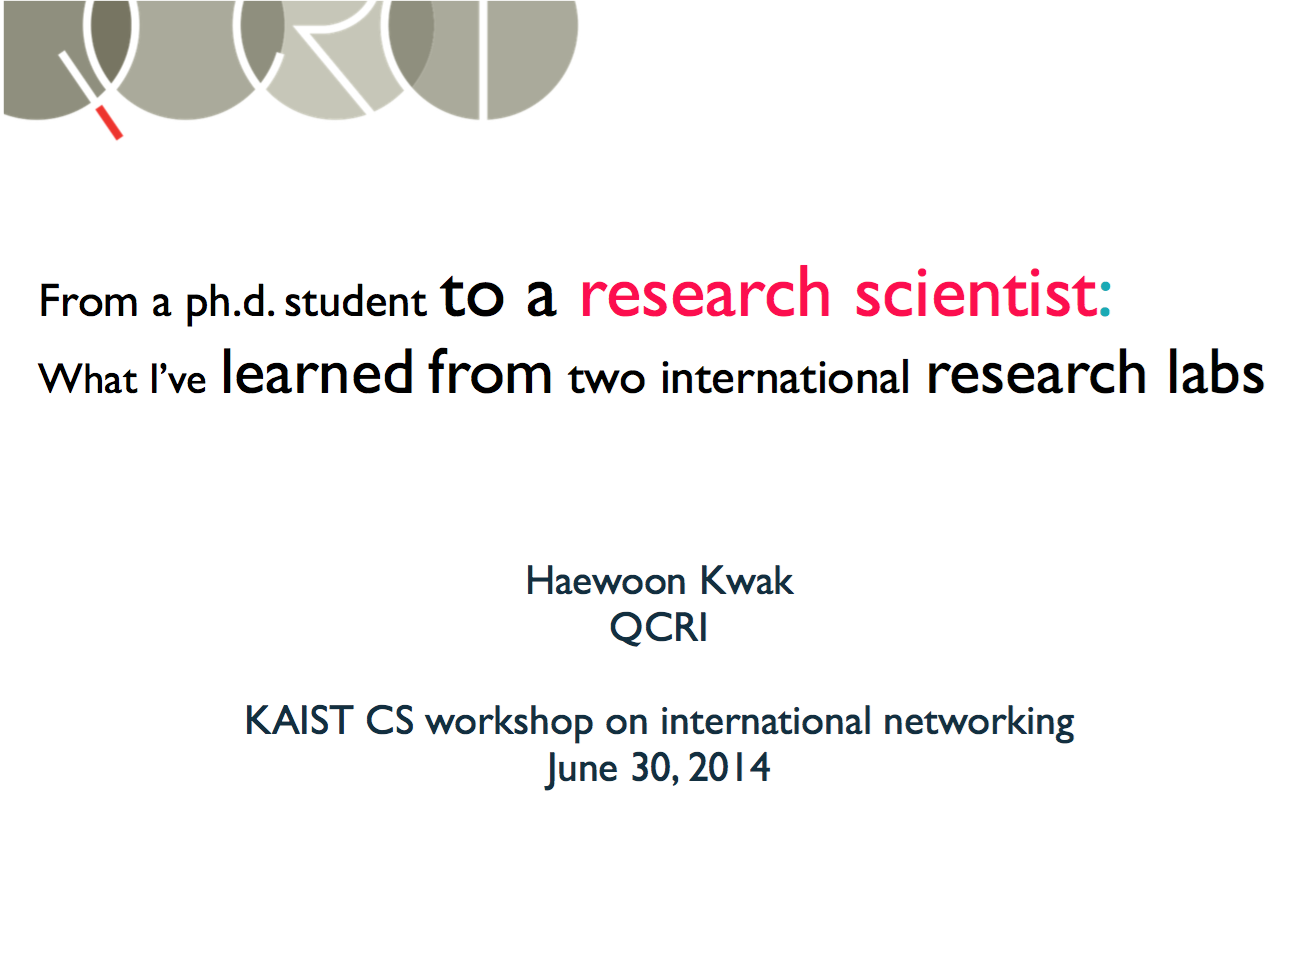 QCRI
From a ph.d. student to a research scientist:
What I’ve learned from two international research labs
Haewoon Kwak
QCRI
KAIST CS workshop on international networking
June 30, 2014